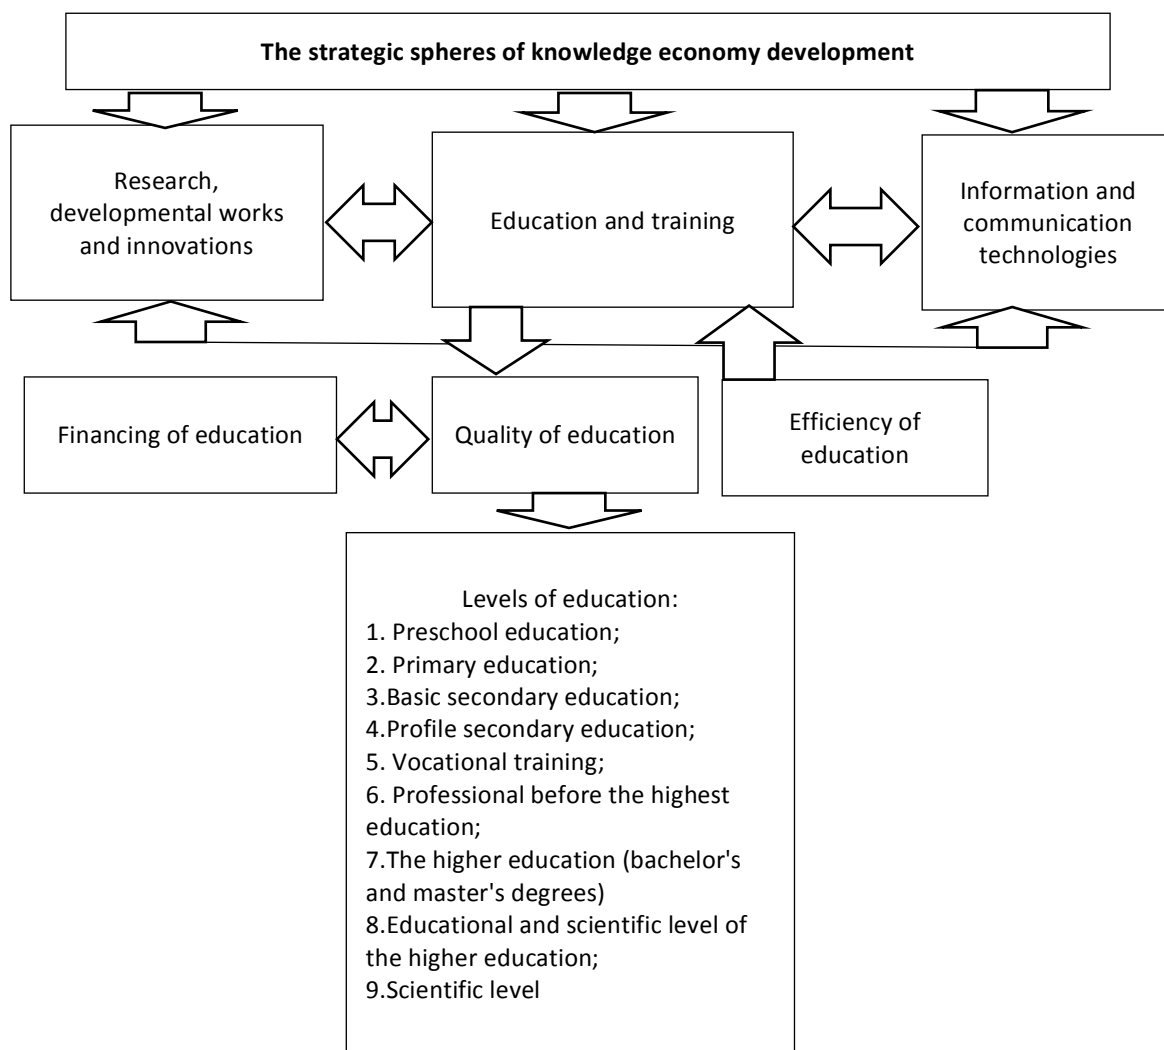 The strategic spheres of knowledge economy development
Research,
developmental works
and innovations
Education and training
Information and
communication
technologies
Financing of education
Quality of education
Efficiency of
education
Levels of education:
1. Preschool education;
2. Primary education;
3.Basic secondary education;
4.Profile secondary education;
5. Vocational training;
6. Professional before the highest
education;
7.The higher education (bachelor's
and master's degrees)
8.Educational and scientific level of
the higher education;
9.Scientific level